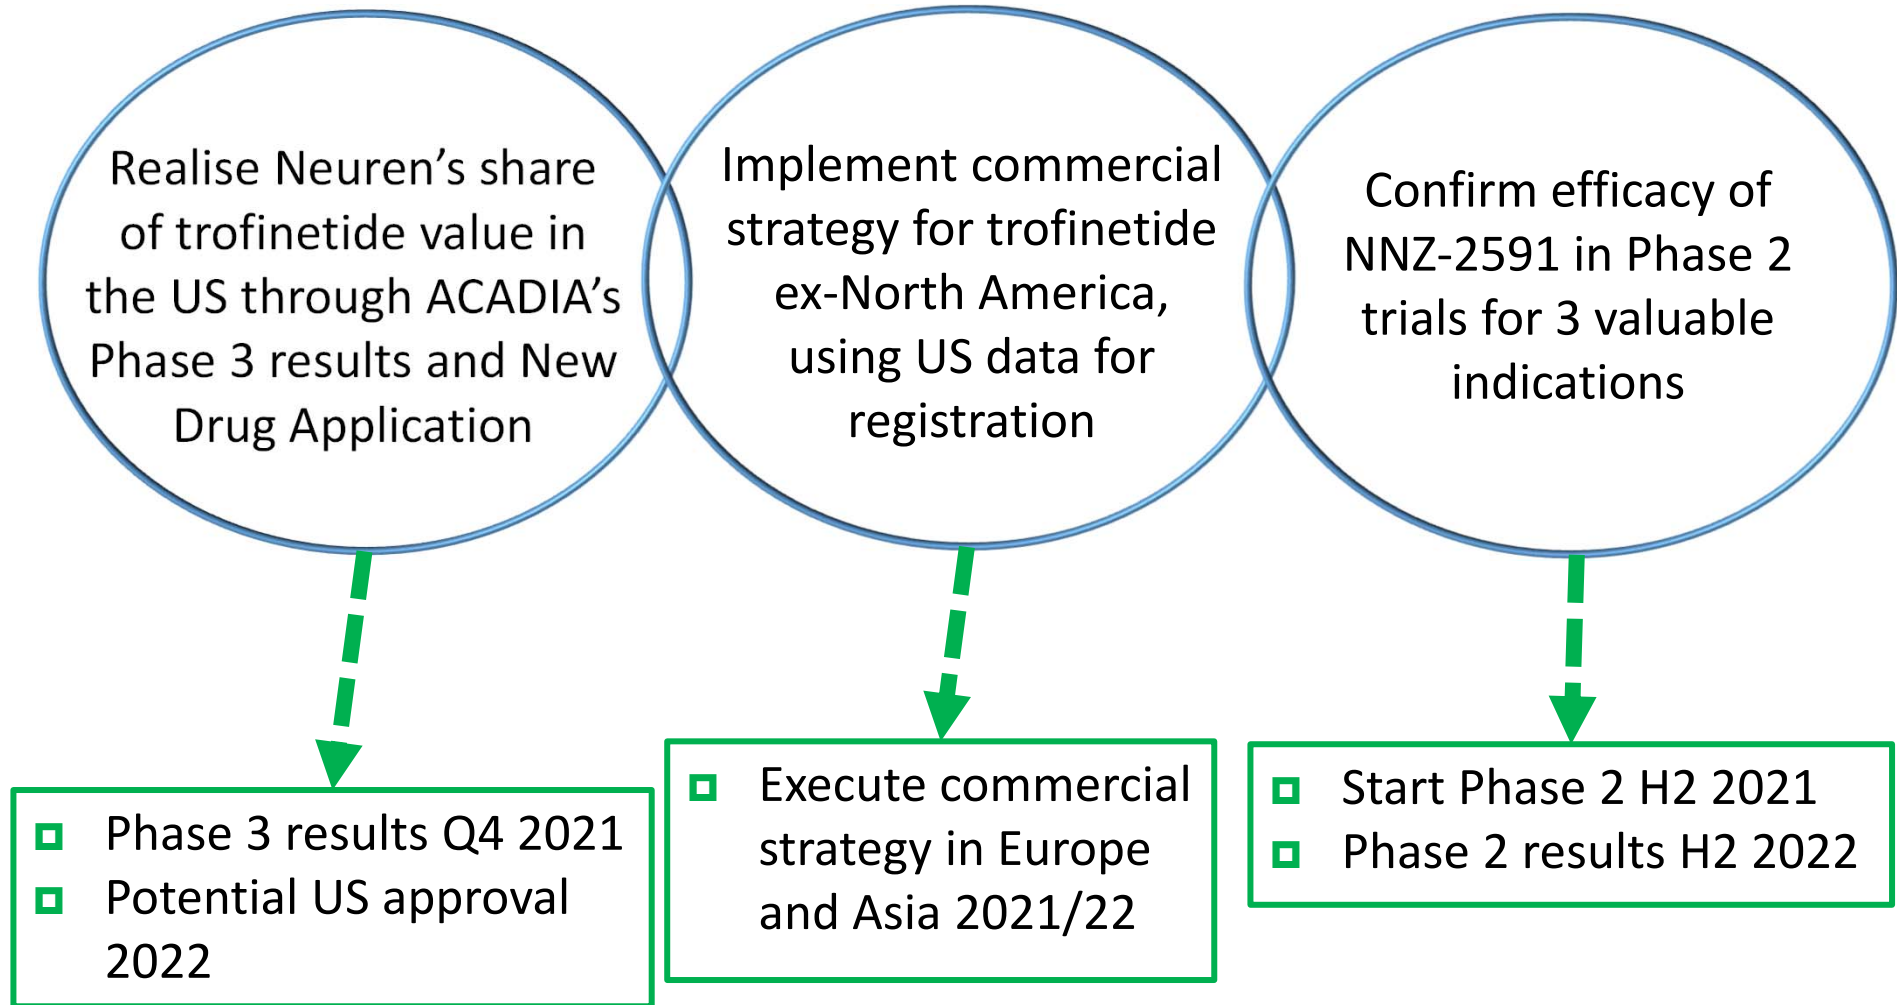 Realise Neuren’s share
of trofinetide value in
the US through ACADIA’s
Phase 3 results and New
Drug Application
Implement commercial
strategy for trofinetide
ex-North America,
using US data for
registration
Confirm efficacy of
NNZ-2591 in Phase 2
trials for 3 valuable
indications
Phase 3 results Q4 2021
Potential US approval
2022
Execute commercial
strategy in Europe
and Asia 2021/22
Start Phase 2 H2 2021
Phase 2 results H2 2022